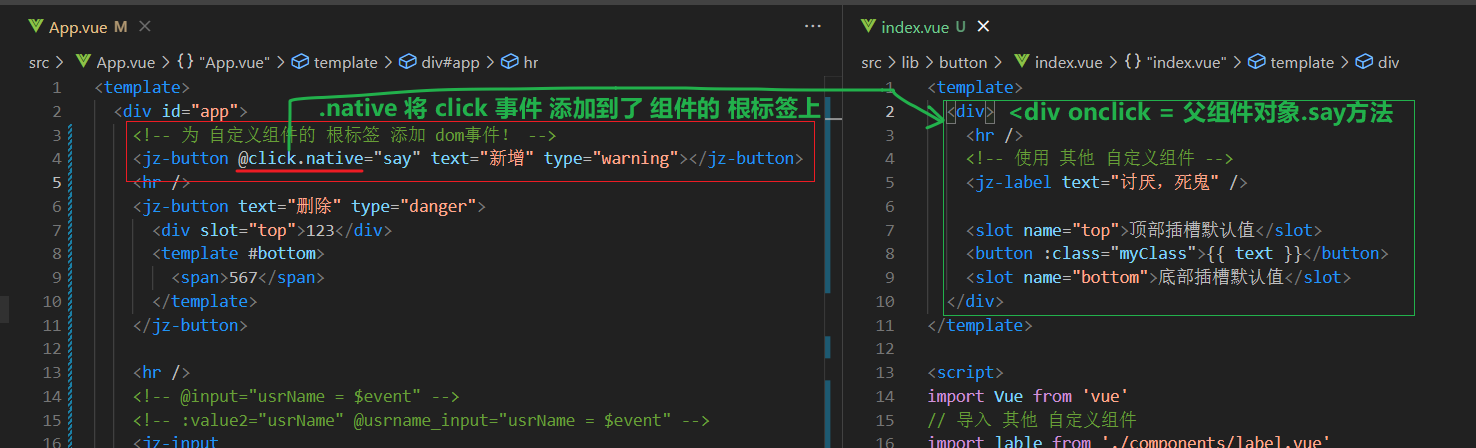 App.vue M
src > App.vue > {} "App.vue" > template > div#app > hr
1 <template>
2 <div id="app">
.native 将 click 事件 添加到了 组件的 根标签上
3 <!-- 为 自定义组件的 根标签 添加 dom事件！ -->
4 <jz-button @click.native="say" text="新增" type="warning"></jz-button>
5 <hr />
6 <jz-button text="删除" type="danger">
7 <div slot="top">123</div>
8 <template #bottom>
9 <span>567</span>
10 </template>
11 </jz-button>
12
13 <hr />
14 <!-- @input="usrName = $event" -->
15 <!-- :value2="usrName" @usrname_input="usrName = $event" -->
16 <jz-input
index.vue U
src > lib > button > index.vue > {} "index.vue" > template > div
1 <template>
2 <div> <div onclick = 父组件对象.say方法
3 <hr />
4 <!-- 使用 其他 自定义组件 -->
5 <jz-label text="讨厌，死鬼" />
6
7 <slot name="top">顶部插槽默认值</slot>
8 <button :class="myClass">{{ text }}</button>
9 <slot name="bottom">底部插槽默认值</slot>
10 </div>
11 </template>
12
13 <script>
14 import Vue from 'vue'
15 // 导入 其他 自定义组件
16 import lable from './components/label.vue'